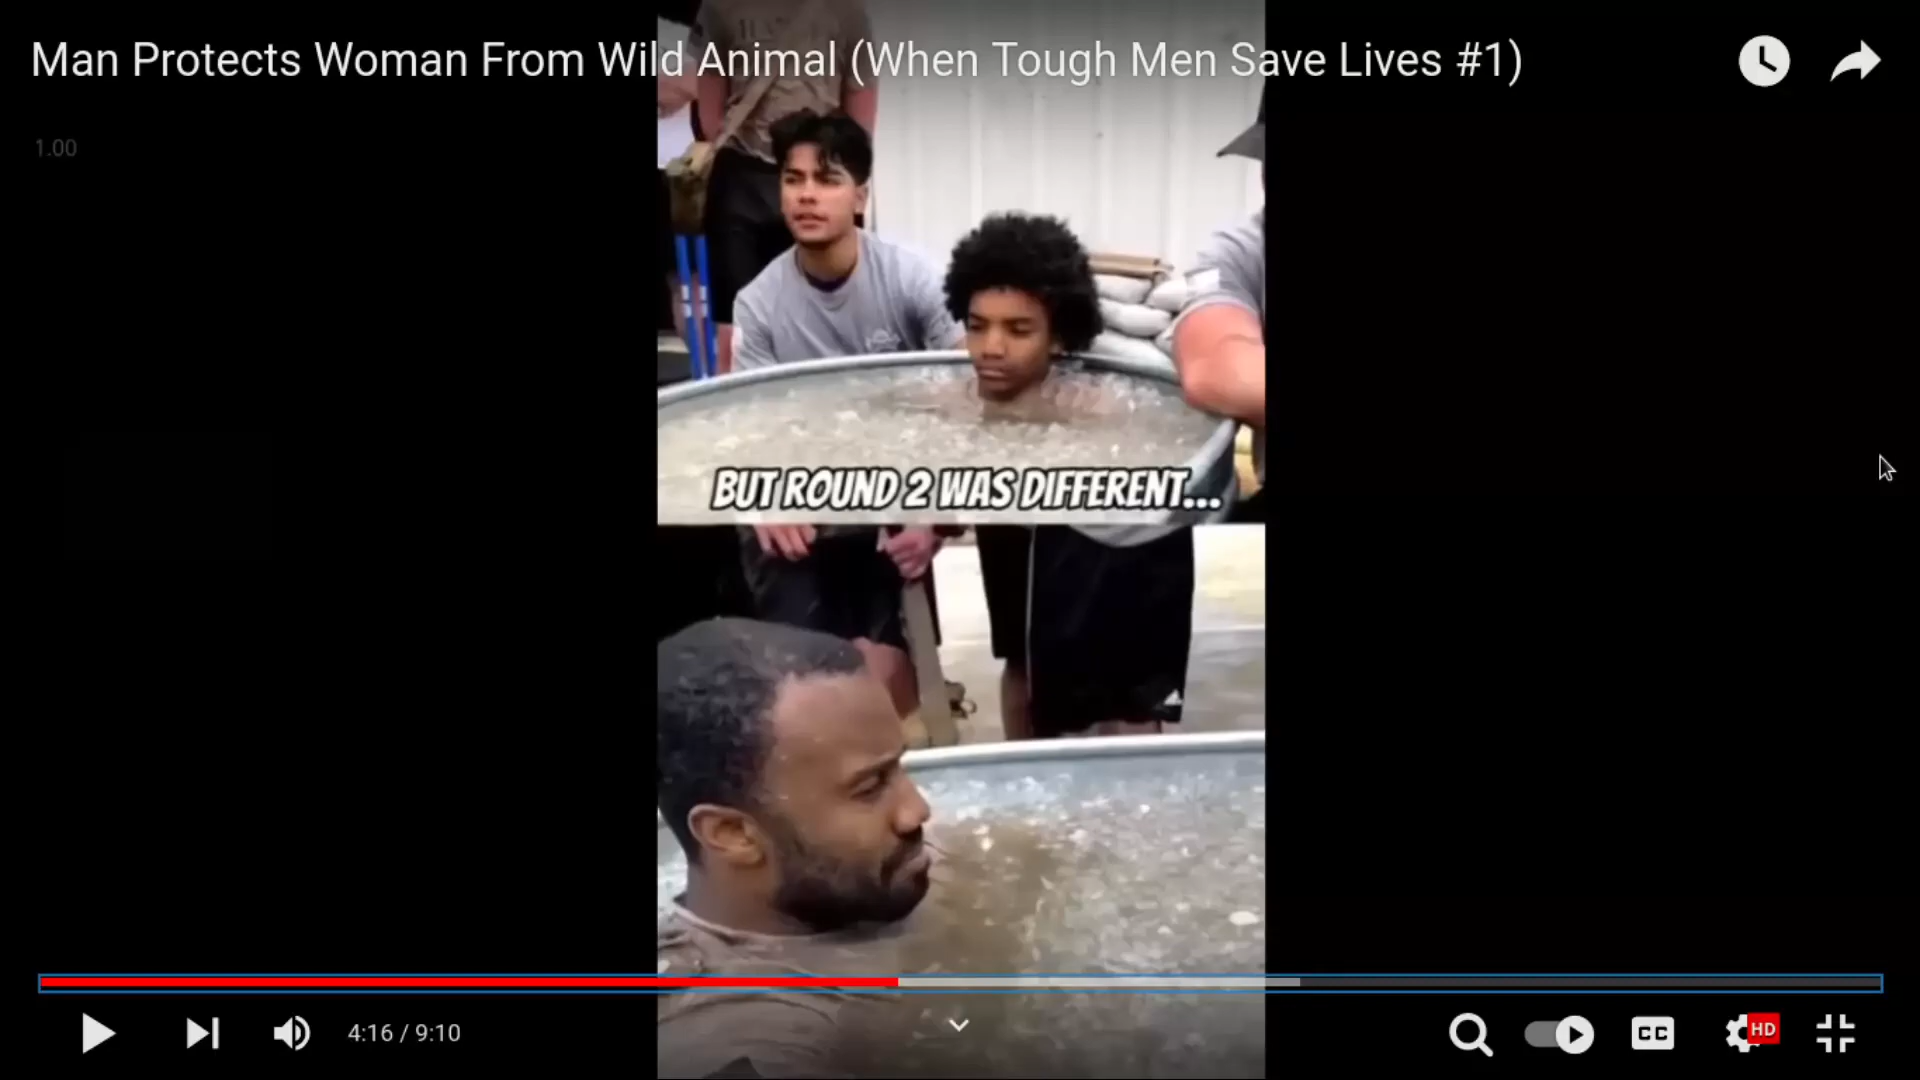 Man Protects Woman From Wild Animal (When Tough Men Save Lives #1)
1.00
BUT ROUND 2 WAS DIFFERENT...
4:16 / 9:10
CC
HD